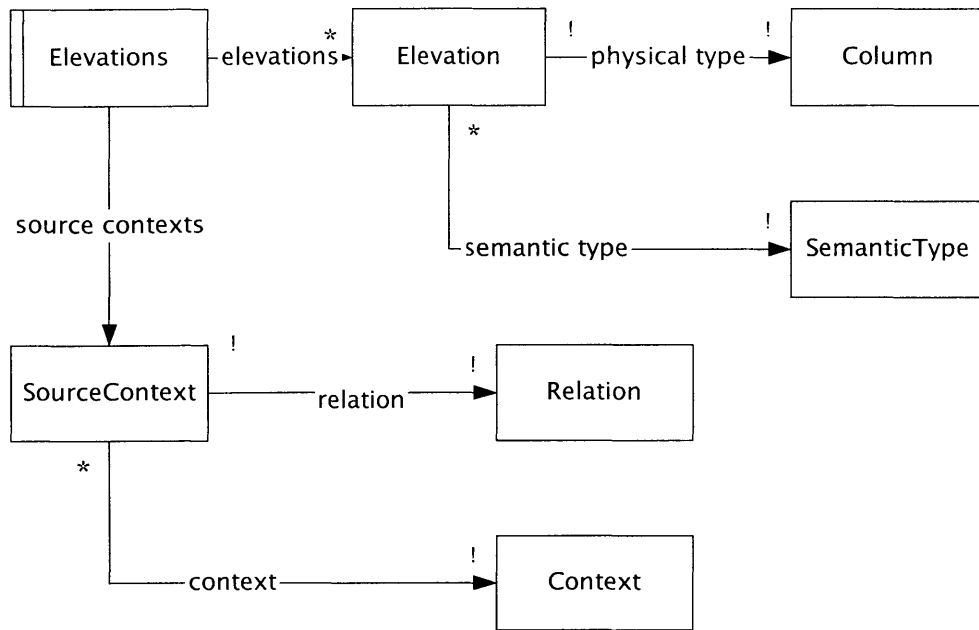 * ! !
Elevations elevations Elevation physical type Column
*
!
source contexts
semantic type SemanticType
! !
SourceContext relation Relation
* !
context Context